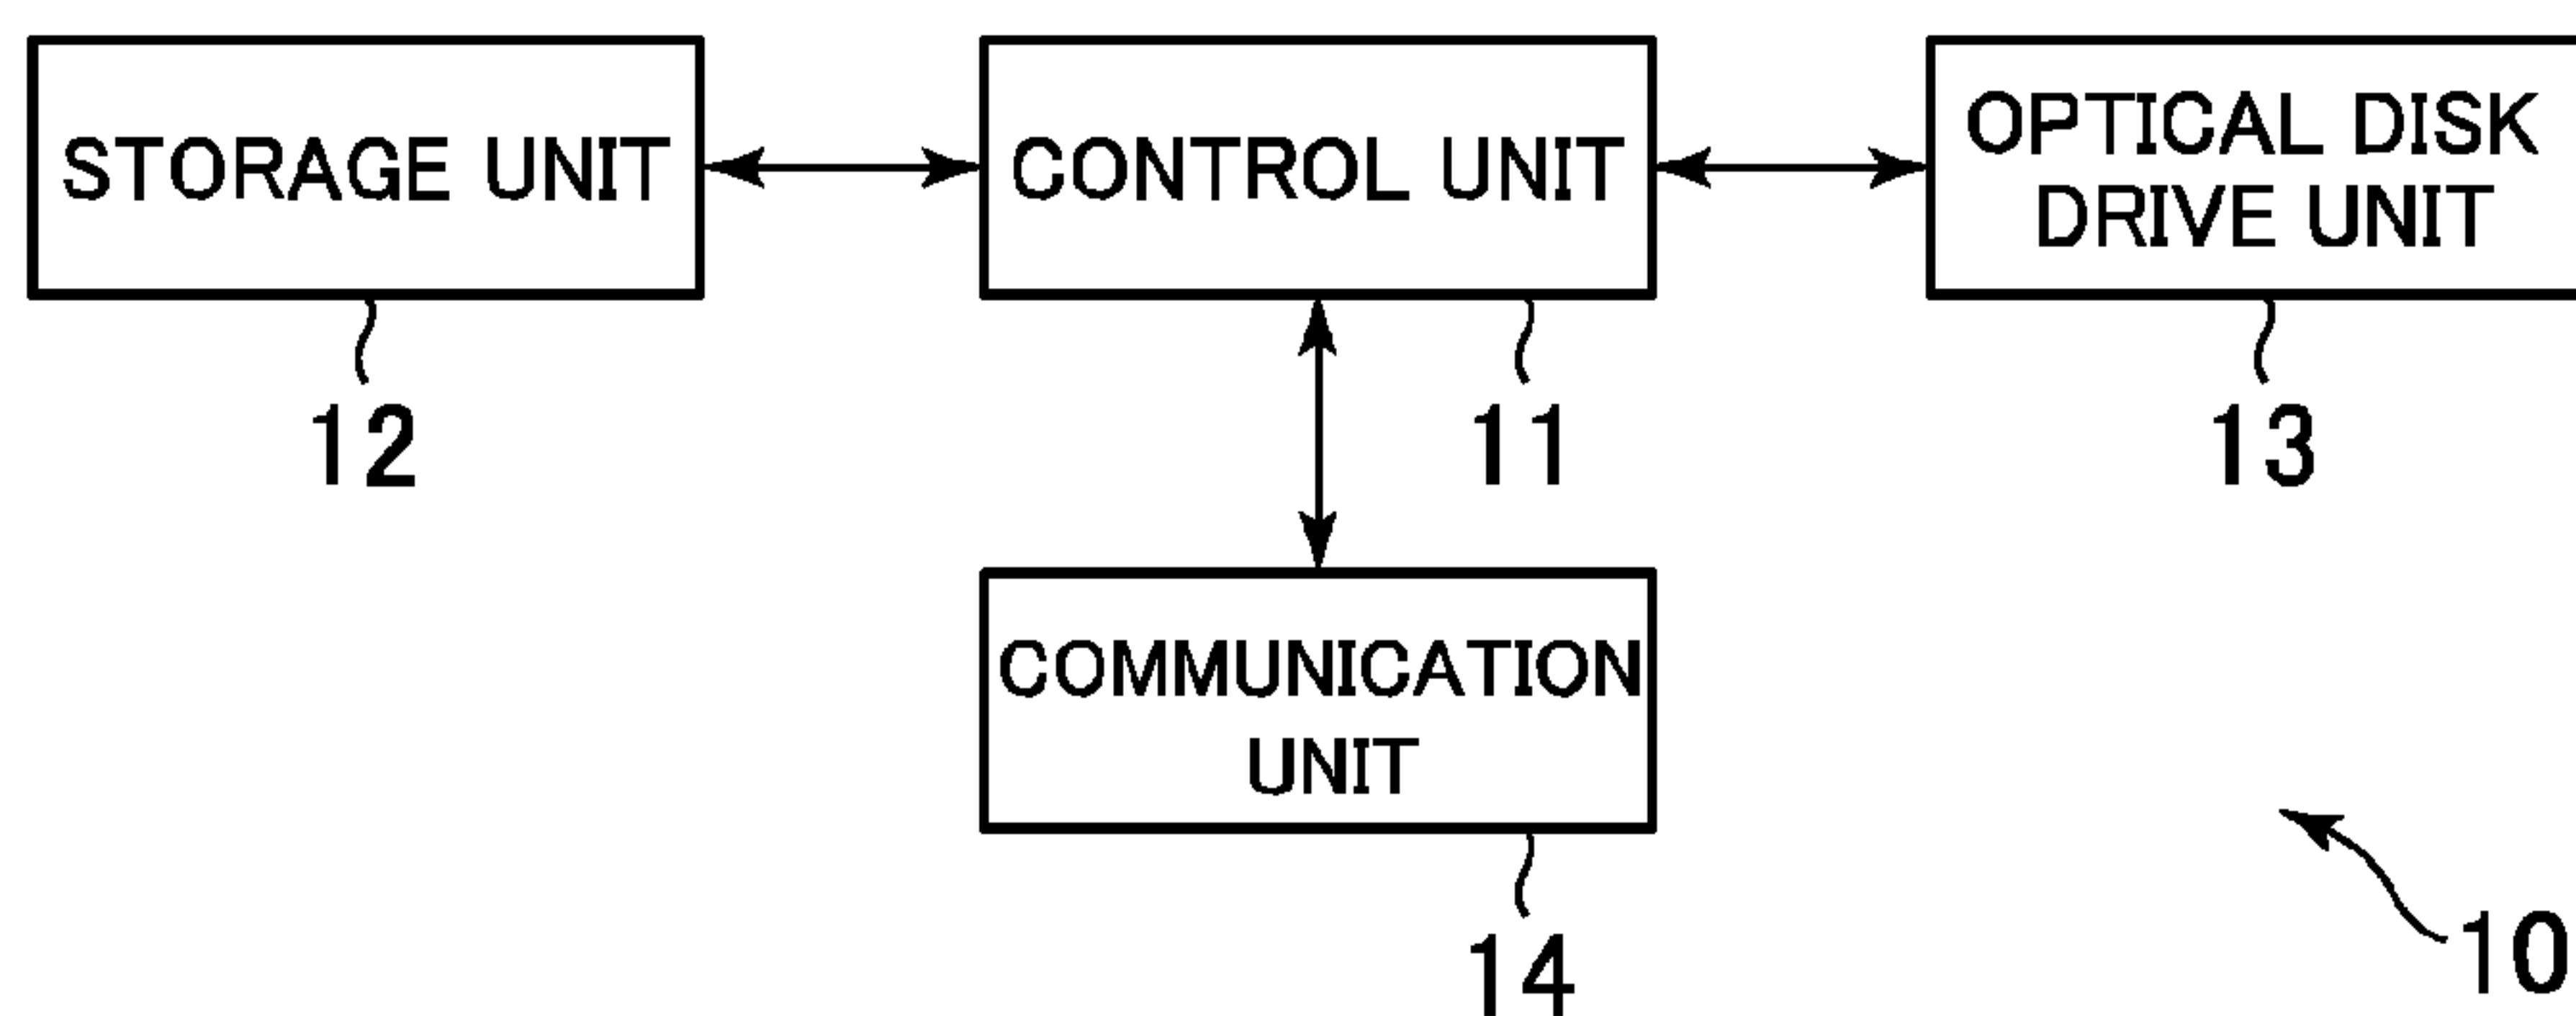 STORAGE UNIT
CONTROL UNIT
OPTICAL DISK
DRIVE UNIT
12
11
13
COMMUNICATION
UNIT
14
10